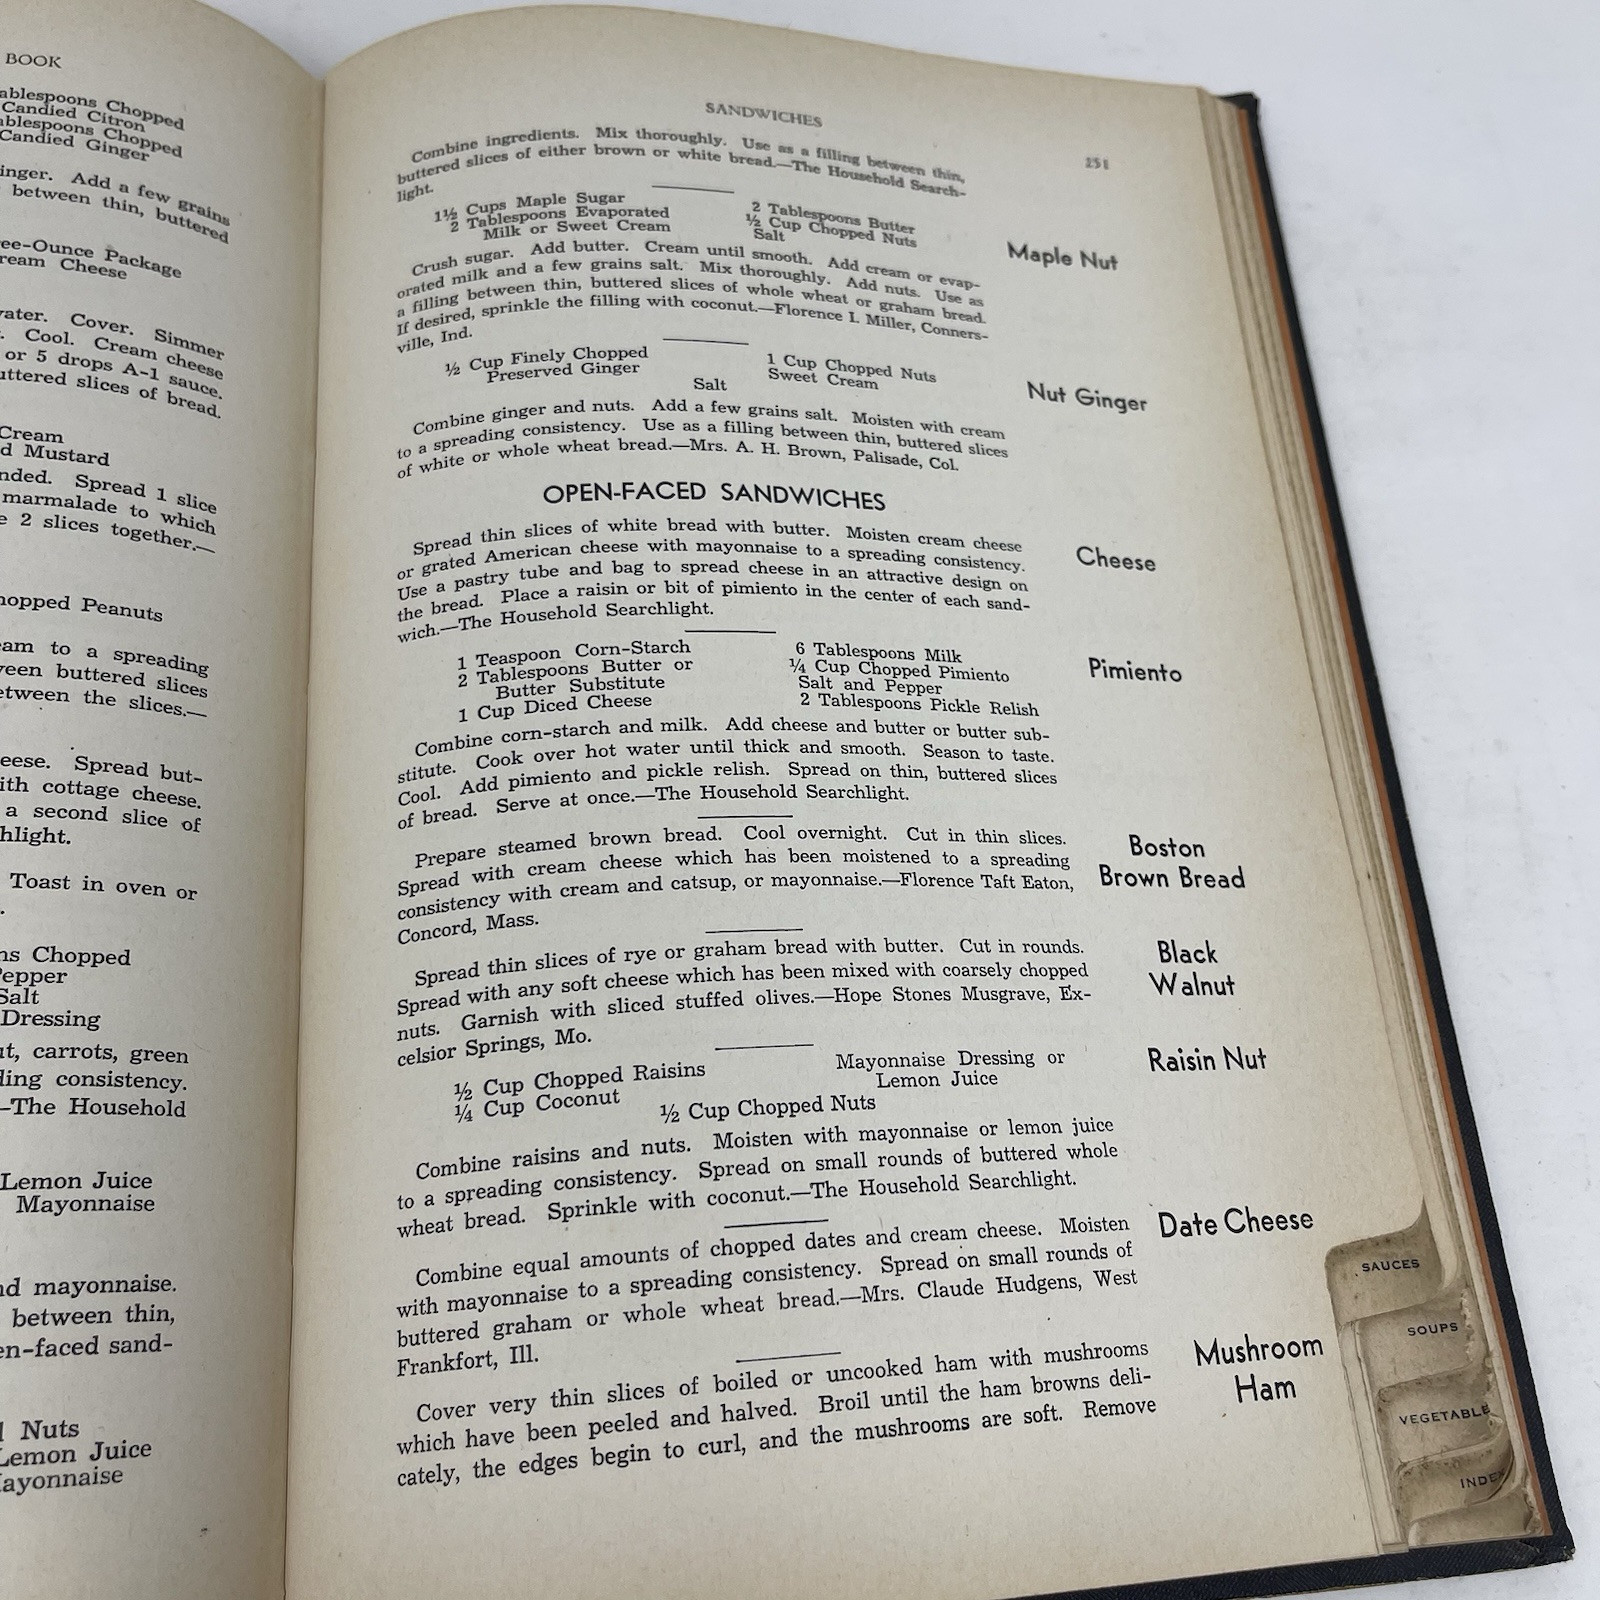 BOOK
Tablespoons Chopped
Candied Citron
Tablespoons Chopped
Candied Ginger
Add a few grains
between thin, buttered
Package
Cheese
Cover. Simmer
Cool. Cream cheese
or 5 drops A-1 sauce.
slices of bread.
Cream
Mustard
Spread 1 slice
marmalade to which
2 slices together.—
Peanuts
to a spreading
buttered slices
the slices.—
Spread but-
cottage cheese.
a second slice of
Toast in oven or
Chopped
Pepper
Salt
Dressing
carrots, green
consistency.
—The Household
Lemon Juice
Mayonnaise
mayonnaise.
between thin,
sand-
Nuts
Lemon Juice
Mayonnaise
SANDWICHES
251
Combine ingredients. Mix thoroughly. Use as a filling between thin,
buttered slices of either brown or white bread.—The Household Search-
light.
Maple Nut
1½ Cups Maple Sugar
2 Tablespoons Evaporated
Milk or Sweet Cream
2 Tablespoons Butter
½ Cup Chopped Nuts
Salt
Crush sugar. Add butter. Cream until smooth. Add cream or evap-
orated milk and a few grains salt. Mix thoroughly. Add nuts. Use as
a filling between thin, buttered slices of whole wheat or graham bread.
If desired, sprinkle the filling with coconut.—Florence I. Miller, Conners-
ville, Ind.
Nut Ginger
½ Cup Finely Chopped
Preserved Ginger
1 Cup Chopped Nuts
Sweet Cream
Salt
Combine ginger and nuts. Add a few grains salt. Moisten with cream
to a spreading consistency. Use as a filling between thin, buttered slices
of white or whole wheat bread.—Mrs. A. H. Brown, Palisade, Col.
OPEN-FACED SANDWICHES
Cheese
Spread thin slices of white bread with butter. Moisten cream cheese
or grated American cheese with mayonnaise to a spreading consistency.
Use a pastry tube and bag to spread cheese in an attractive design on
the bread. Place a raisin or bit of pimiento in the center of each sand-
wich.—The Household Searchlight.
Pimiento
1 Teaspoon Corn-Starch
2 Tablespoons Butter or
Butter Substitute
1 Cup Diced Cheese
6 Tablespoons Milk
¼ Cup Chopped Pimiento
Salt and Pepper
2 Tablespoons Pickle Relish
Combine corn-starch and milk. Add cheese and butter or butter sub-
stitute. Cook over hot water until thick and smooth. Season to taste.
Cool. Add pimiento and pickle relish. Spread on thin, buttered slices
of bread. Serve at once.—The Household Searchlight.
Boston
Brown Bread
Prepare steamed brown bread. Cool overnight. Cut in thin slices.
Spread with cream cheese which has been moistened to a spreading
consistency with cream and catsup, or mayonnaise.—Florence Taft Eaton,
Concord, Mass.
Black
Walnut
Spread thin slices of rye or graham bread with butter. Cut in rounds.
Spread with any soft cheese which has been mixed with coarsely chopped
nuts. Garnish with sliced stuffed olives.—Hope Stones Musgrave, Ex-
celsior Springs, Mo.
Raisin Nut
½ Cup Chopped Raisins
¼ Cup Coconut
Mayonnaise Dressing or
Lemon Juice
½ Cup Chopped Nuts
Combine raisins and nuts. Moisten with mayonnaise or lemon juice
to a spreading consistency. Spread on small rounds of buttered whole
wheat bread. Sprinkle with coconut.—The Household Searchlight.
Date Cheese
Combine equal amounts of chopped dates and cream cheese. Moisten
with mayonnaise to a spreading consistency. Spread on small rounds of
buttered graham or whole wheat bread.—Mrs. Claude Hudgens, West
Frankfort, Ill.
Mushroom
Ham
Cover very thin slices of boiled or uncooked ham with mushrooms
which have been peeled and halved. Broil until the ham browns deli-
cately, the edges begin to curl, and the mushrooms are soft. Remove
SAUCES
SOUPS
VEGETABLE
INDEX